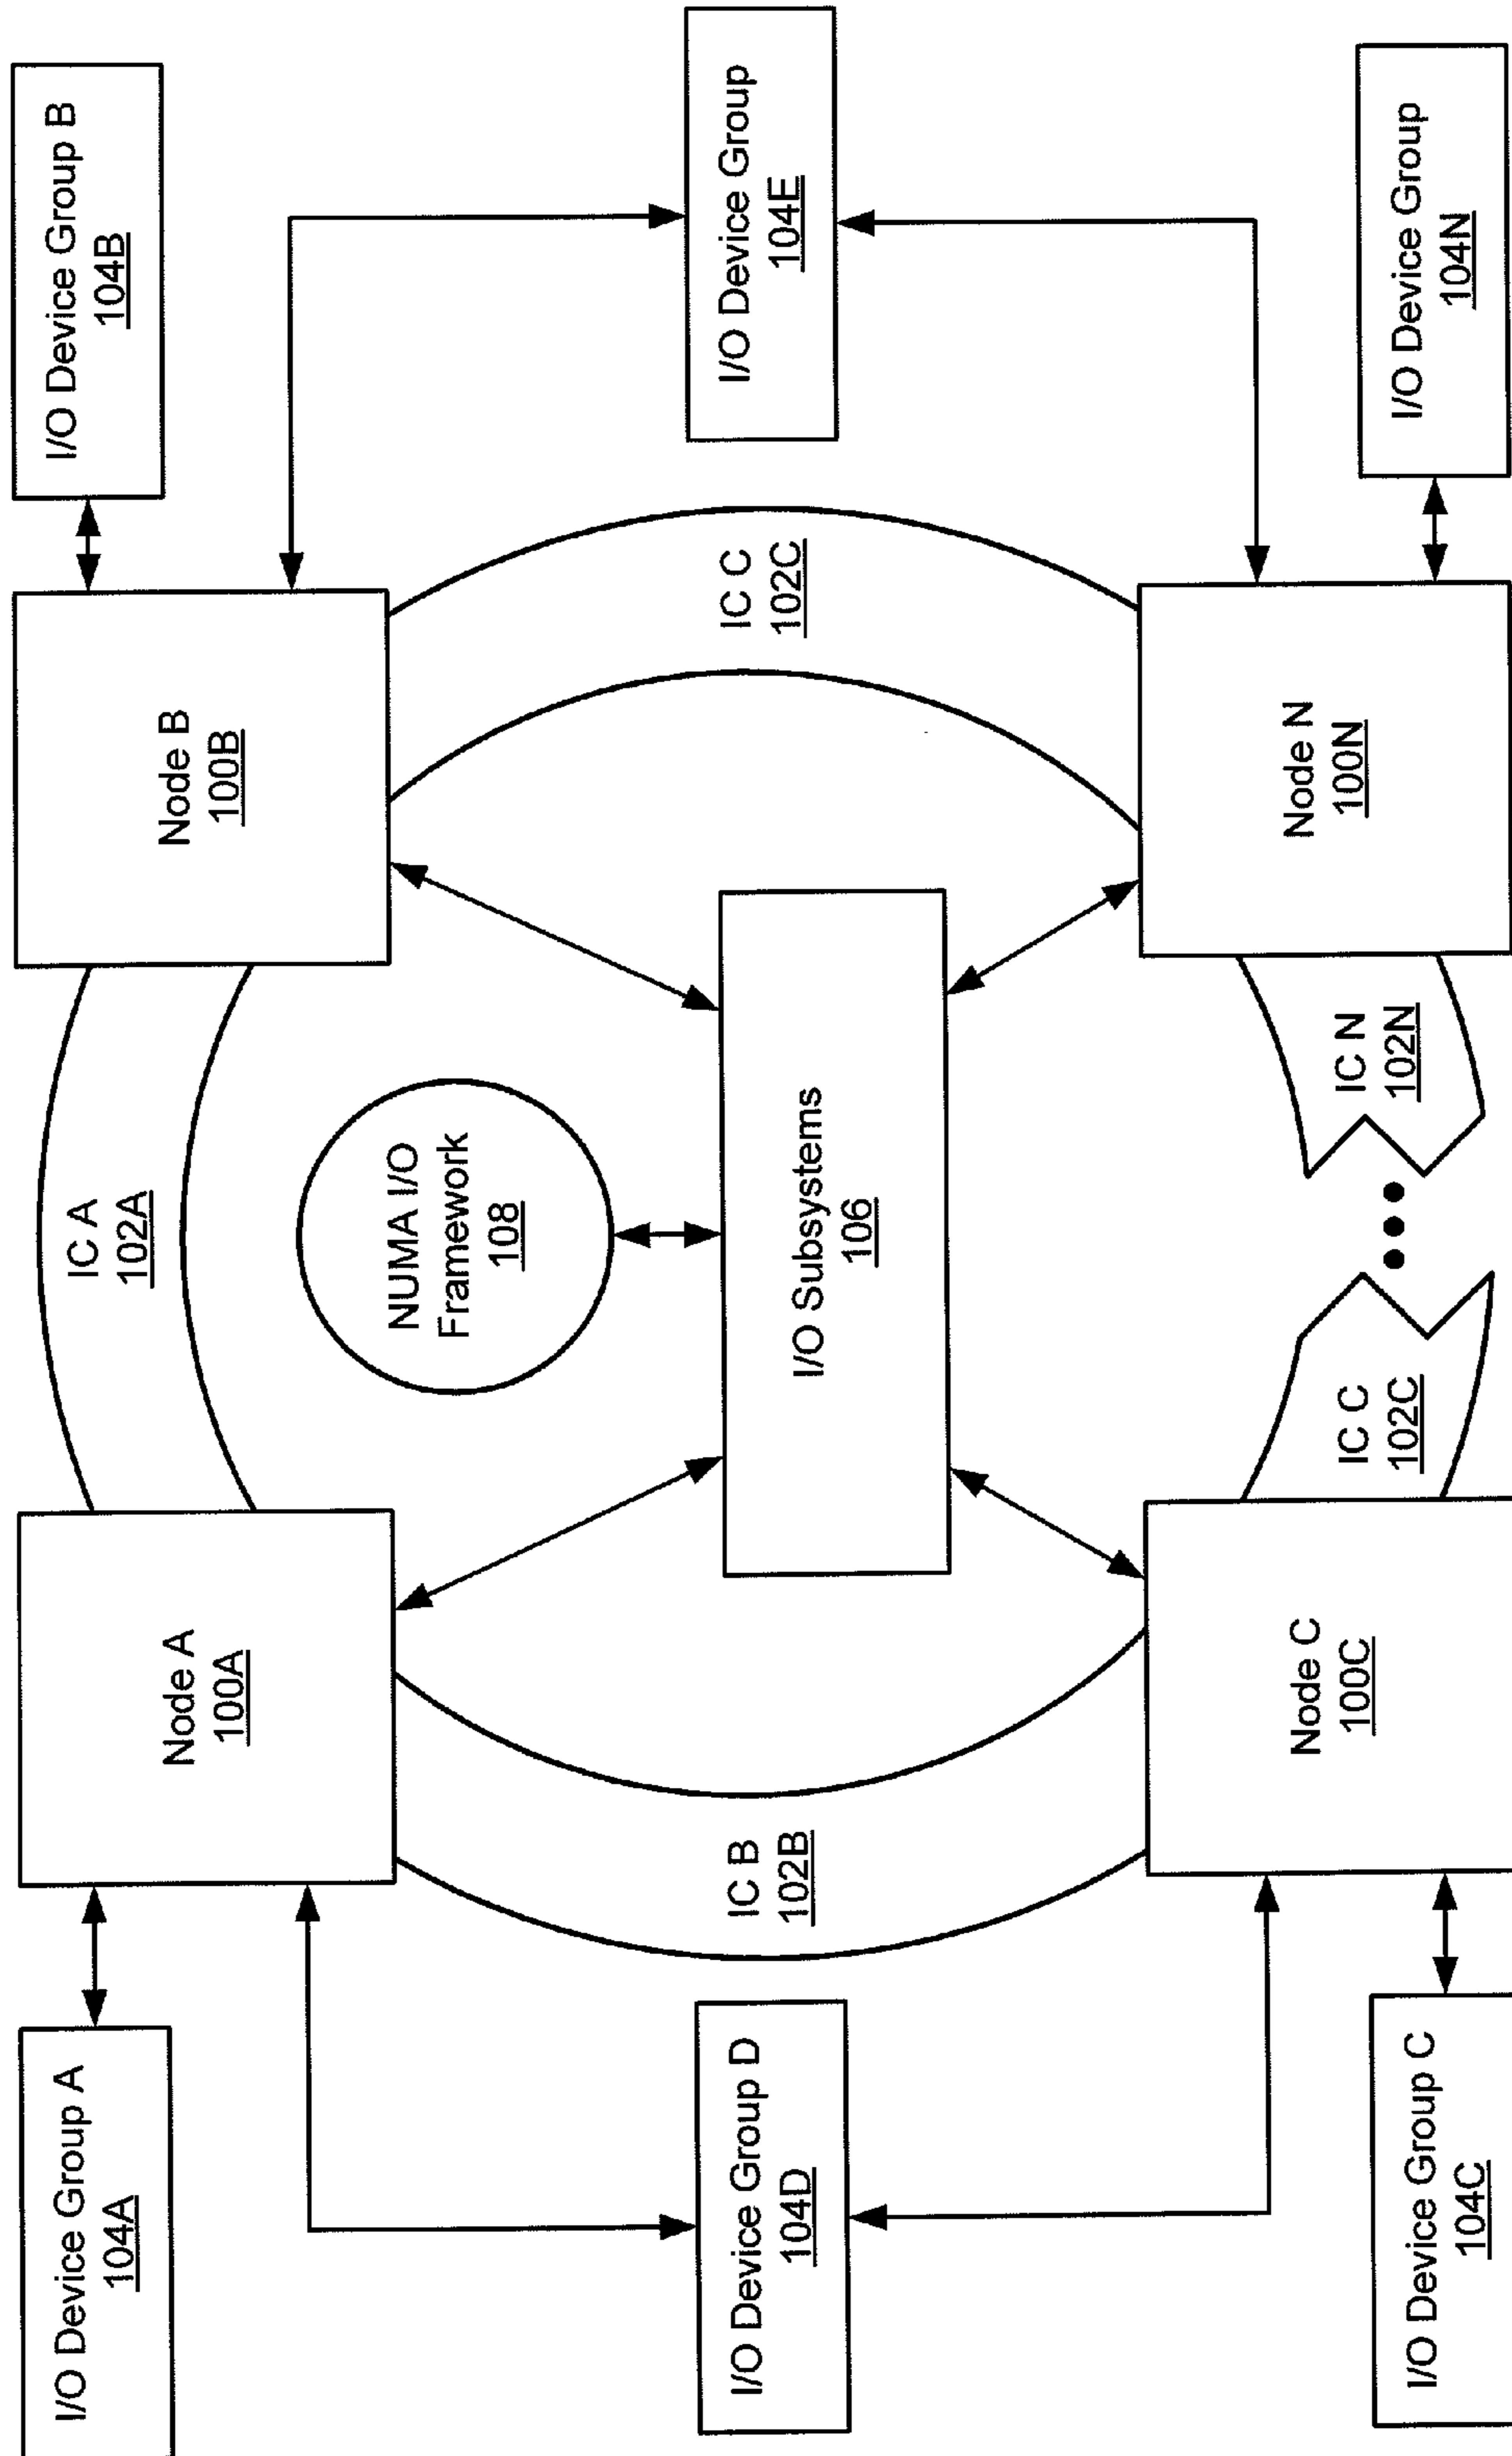 I/O Device Group A
104A
Node A
100A
IC A
102A
Node B
100B
I/O Device Group B
104B
NUMA I/O
Framework
108
I/O Device Group D
104D
IC B
102B
I/O Subsystems
106
IC C
102C
I/O Device Group
104E
I/O Device Group C
104C
Node C
100C
IC C
102C
IC N
102N
Node N
100N
I/O Device Group
104N